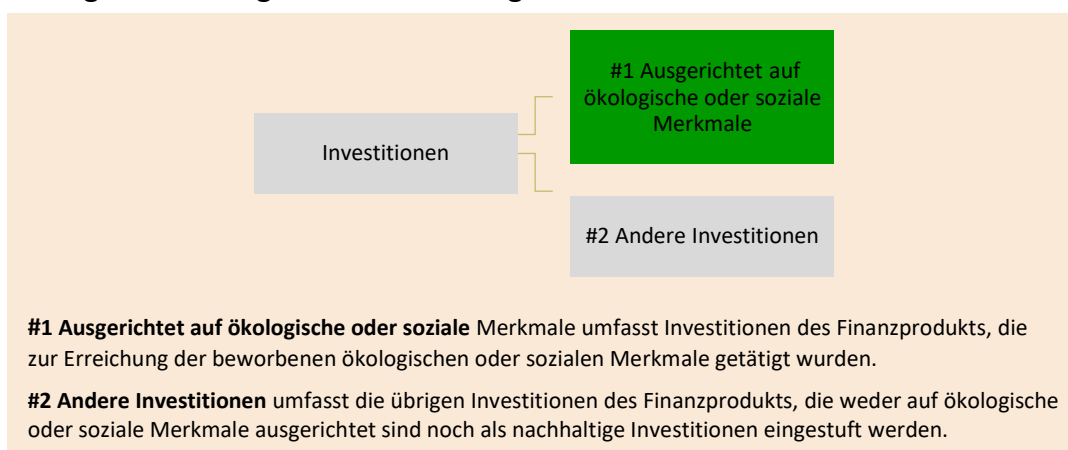 #1 Ausgerichtet auf
ökologische oder soziale
Merkmale
Investitionen
#2 Andere Investitionen
#1 Ausgerichtet auf ökologische oder soziale Merkmale umfasst Investitionen des Finanzprodukts, die
zur Erreichung der beworbenen ökologischen oder sozialen Merkmale getätigt wurden.
#2 Andere Investitionen umfasst die übrigen Investitionen des Finanzprodukts, die weder auf ökologische
oder soziale Merkmale ausgerichtet sind noch als nachhaltige Investitionen eingestuft werden.